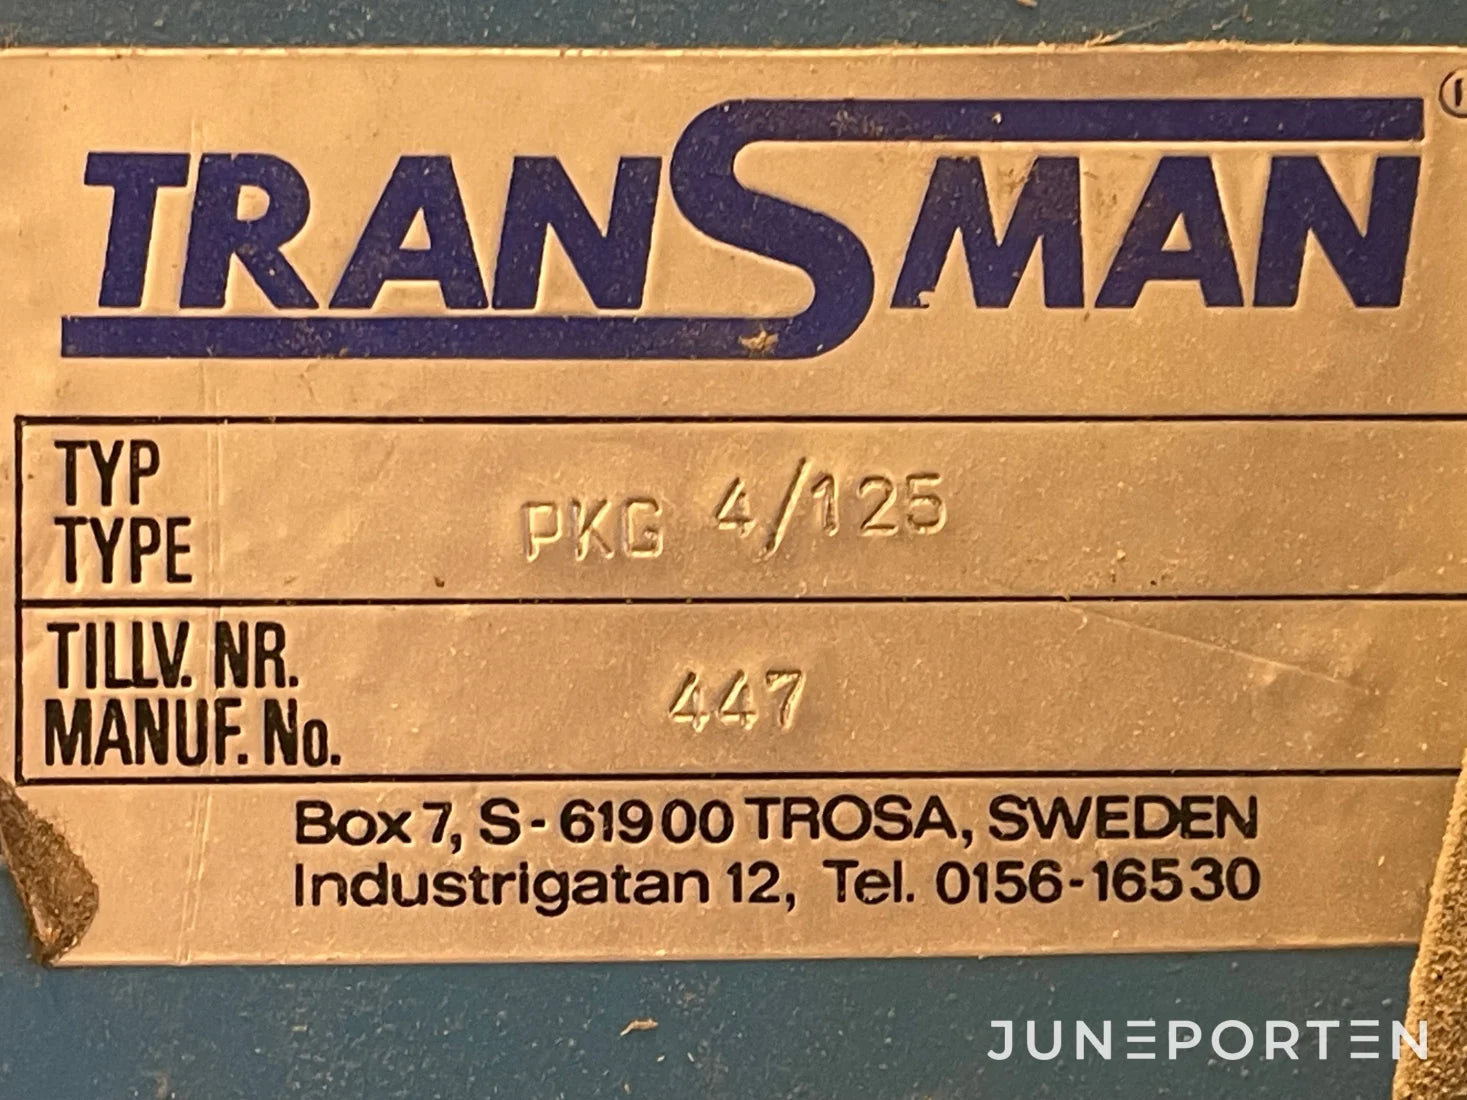 TRANSMAN
TYP
TYPE
PKG 4/125
TILLV. NR.
MANUF. No.
447
Box 7, S-61900 TROSA, SWEDEN
Industrigatan 12, Tel. 0156-16530
JUNEPORTEN